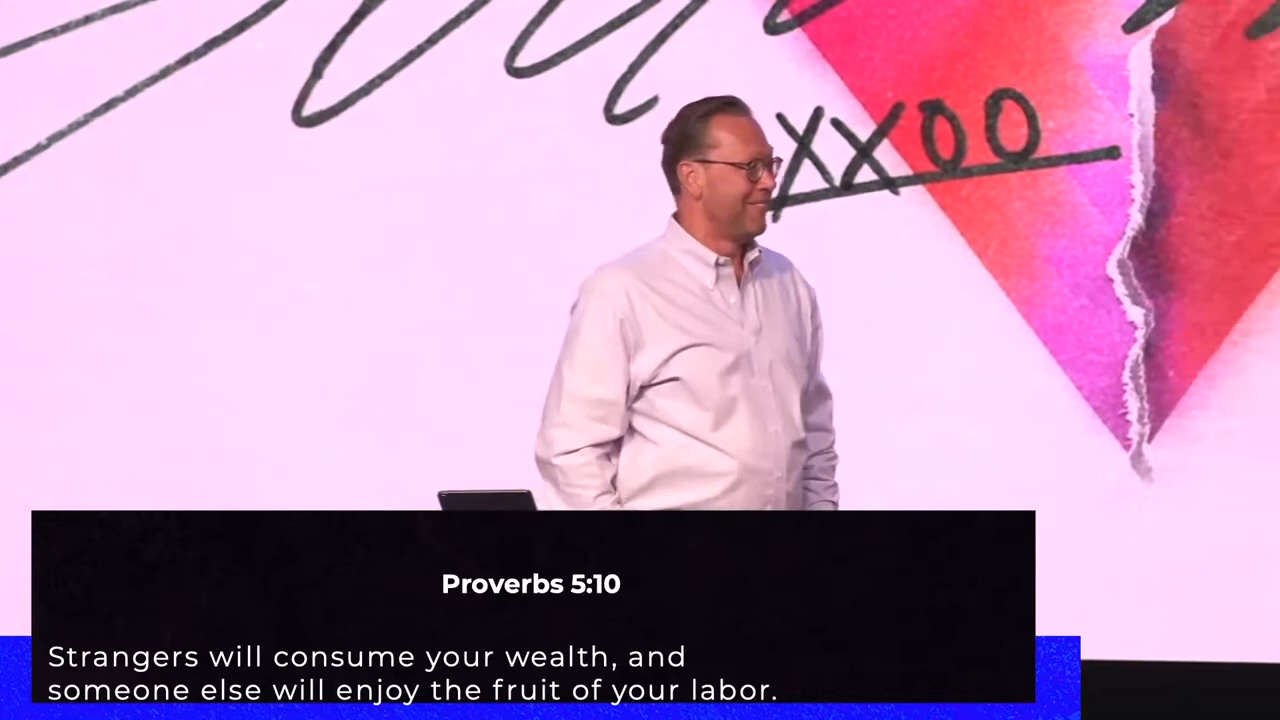 XXOO
Proverbs 5:10
Strangers will consume your wealth, and
someone else will enjoy the fruit of your labor.